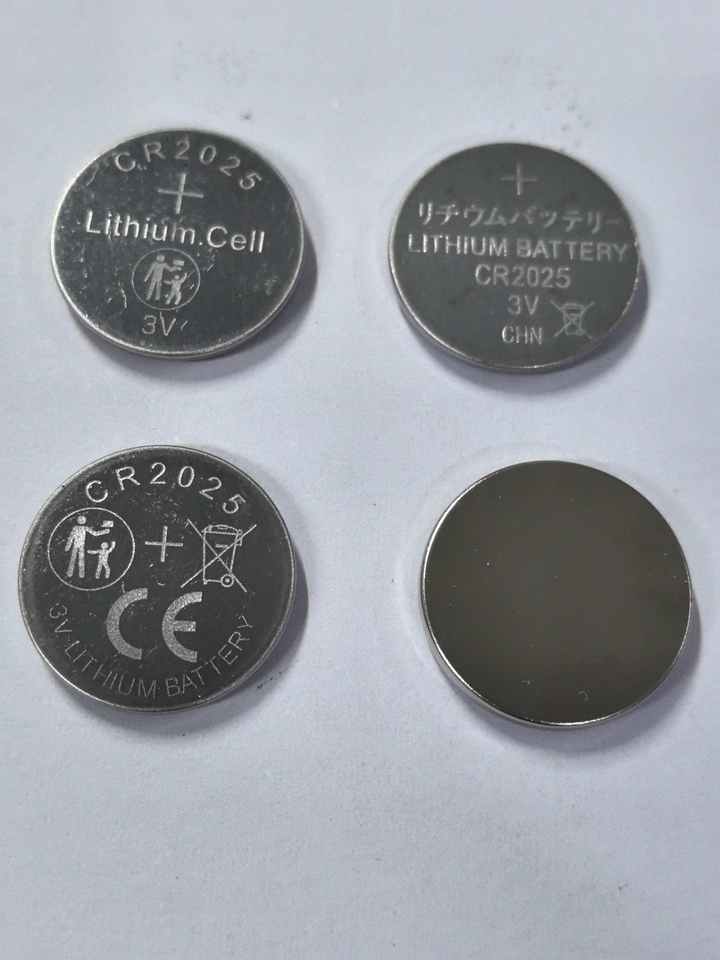 CR2025
+
Lithium Cell
3V
+
リチウムバッテリー
LITHIUM BATTERY
CR2025
3V
CHN
CR2025
+
CE
3V LITHIUM BATTERY